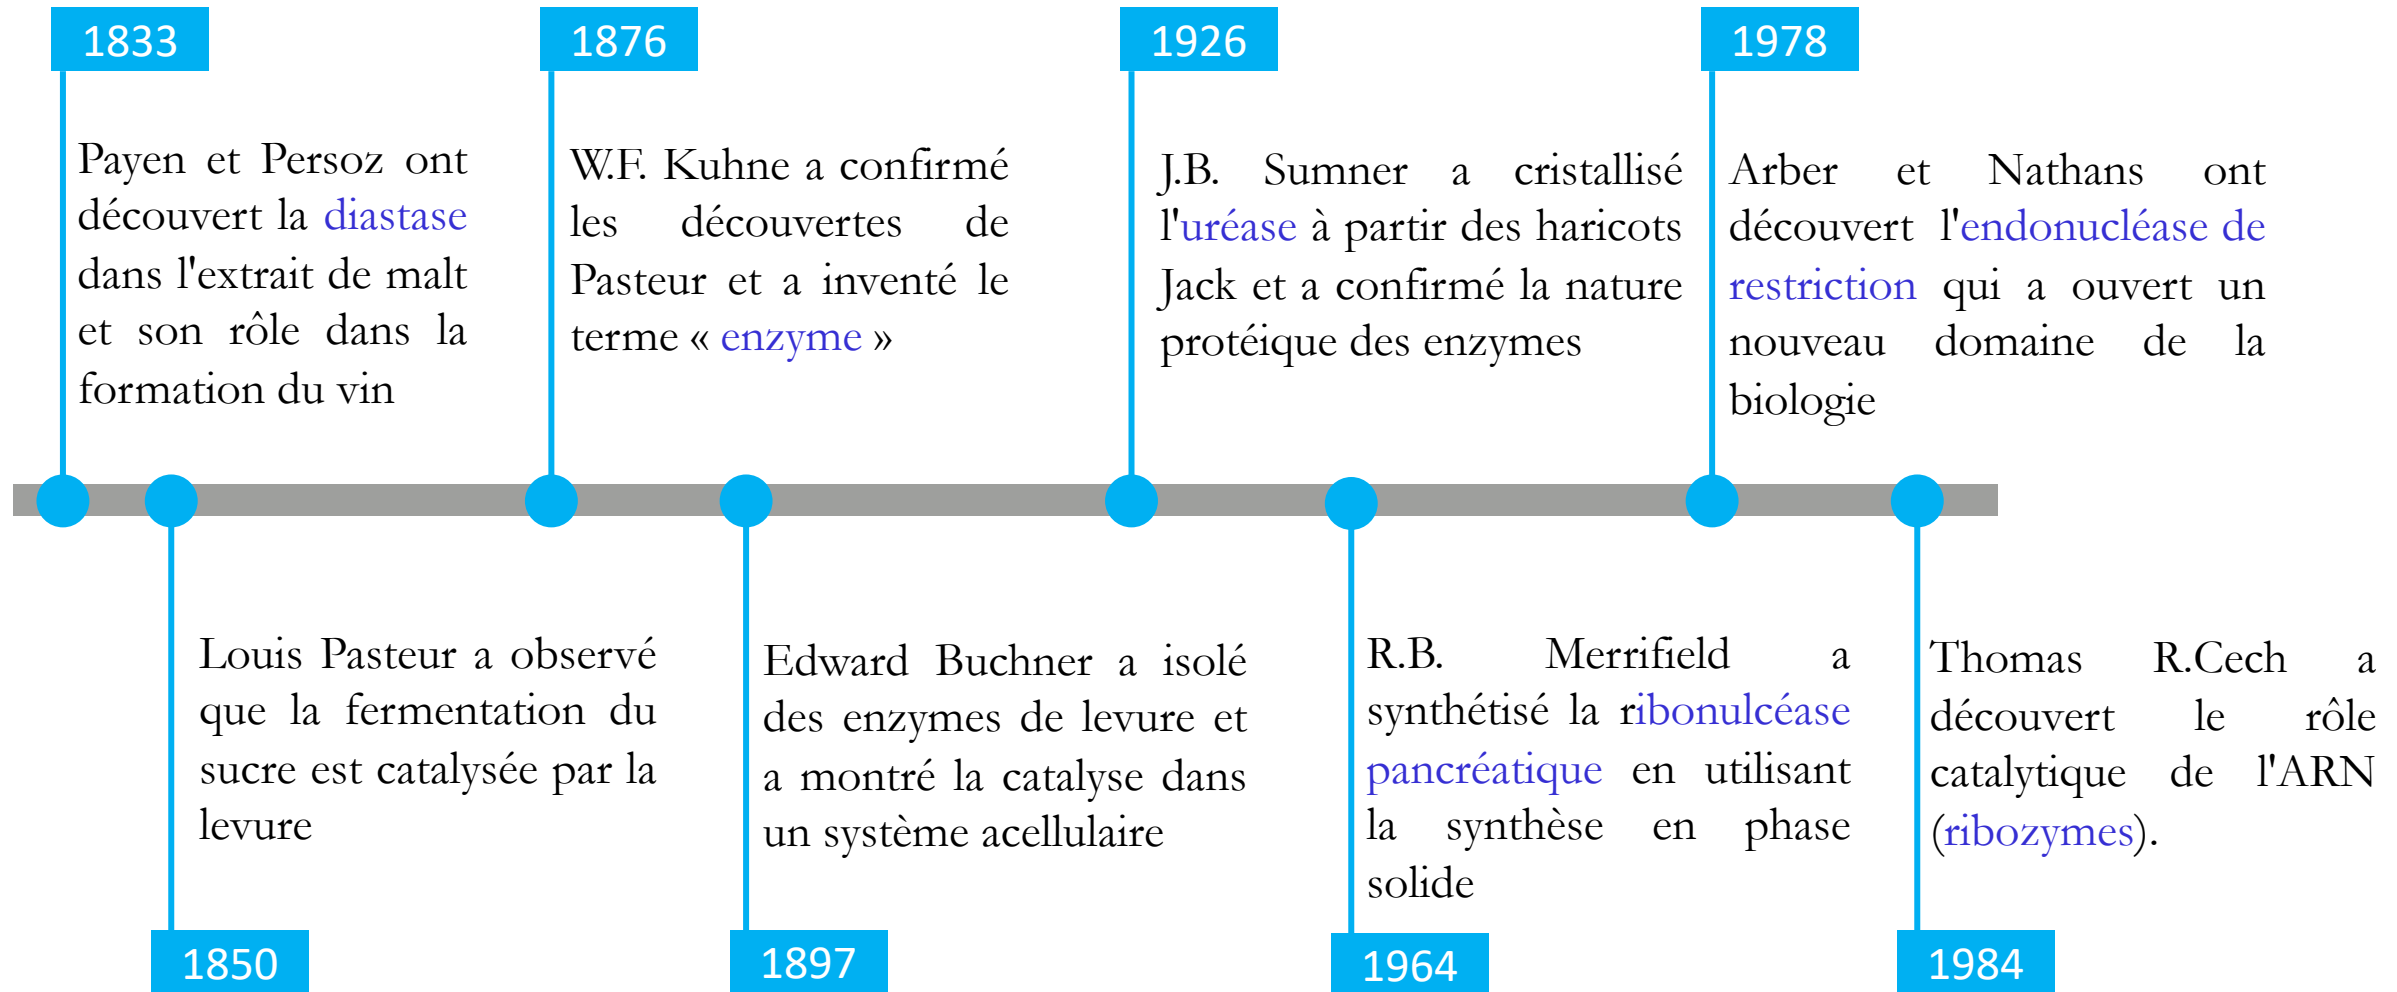 1833
Payen et Persoz ont
découvert la diastase
dans l'extrait de malt
et son rôle dans la
formation du vin
1850
Louis Pasteur a observé
que la fermentation du
sucre est catalysée par la
levure
1876
W.F. Kuhne a confirmé
les découvertes de
Pasteur et a inventé le
terme « enzyme »
1897
Edward Buchner a isolé
des enzymes de levure et
a montré la catalyse dans
un système acellulaire
1926
J.B. Sumner a cristallisé
l'uréase à partir des haricots
Jack et a confirmé la nature
protéique des enzymes
1964
R.B. Merrifield a
synthétisé la ribonulcéase
pancréatique en utilisant
la synthèse en phase
solide
1978
Arber et Nathans ont
découvert l'endonucléase de
restriction qui a ouvert un
nouveau domaine de la
biologie
1984
Thomas R.Cech a
découvert le rôle
catalytique de l'ARN
(ribozymes).